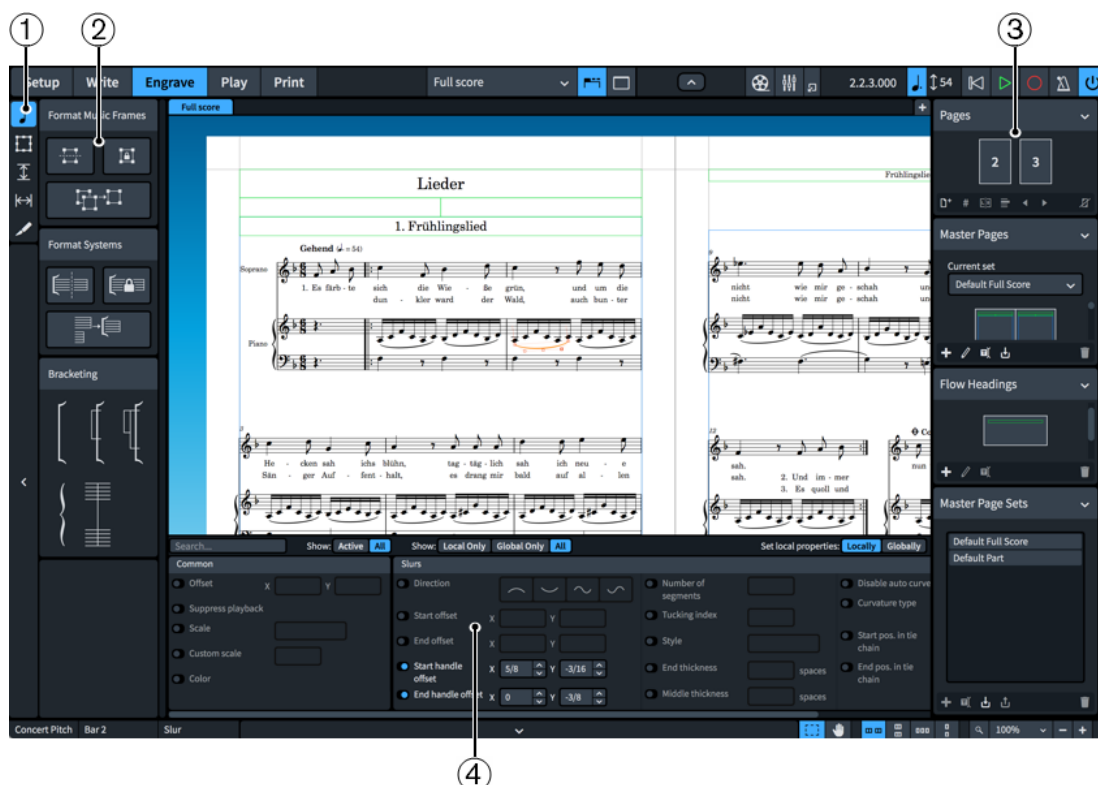 ① ② ③
Setup Write Engrave Play Print Full score 2.2.3.000 54
Format Music Frames
Format Systems
Bracketing
Full score
Lieder
1. Frühlingslied
Gehend (♩. = 54)
Soprano
1. Es färb - te sich die Wie - ße grün, und um die
dun - kler ward der Wald, auch bun - ter
Piano
3
He - cken sah ichs blühn, tag - täg - lich sah ich neu - e
Sän - ger Auf - fent - halt, es drang mir bald auf al - len
Frühlingslie
9
nicht wie mir ge - schah un
nicht wie mir ge - schah un
12
sah. 2. Und im - mer nun
sah. 3. Es quoll und
Pages
2 3
Master Pages
Current set
Default Full Score
Flow Headings
Master Page Sets
Default Full Score
Default Part
Search... Show: Active All Show: Local Only Global Only All Set local properties: Locally Globally
Common
Offset X Y
Suppress playback
Scale
Custom scale
Color
Slurs
Direction
Start offset X Y
End offset X Y
Start handle offset X 5/8 Y -3/16
End handle offset X 0 Y -3/8
Number of segments
Tucking index
Style
End thickness spaces
Middle thickness spaces
Disable auto curve
Curvature type
Start pos. in tie chain
End pos. in tie chain
Concert Pitch Bar 2 Slur 100%
④